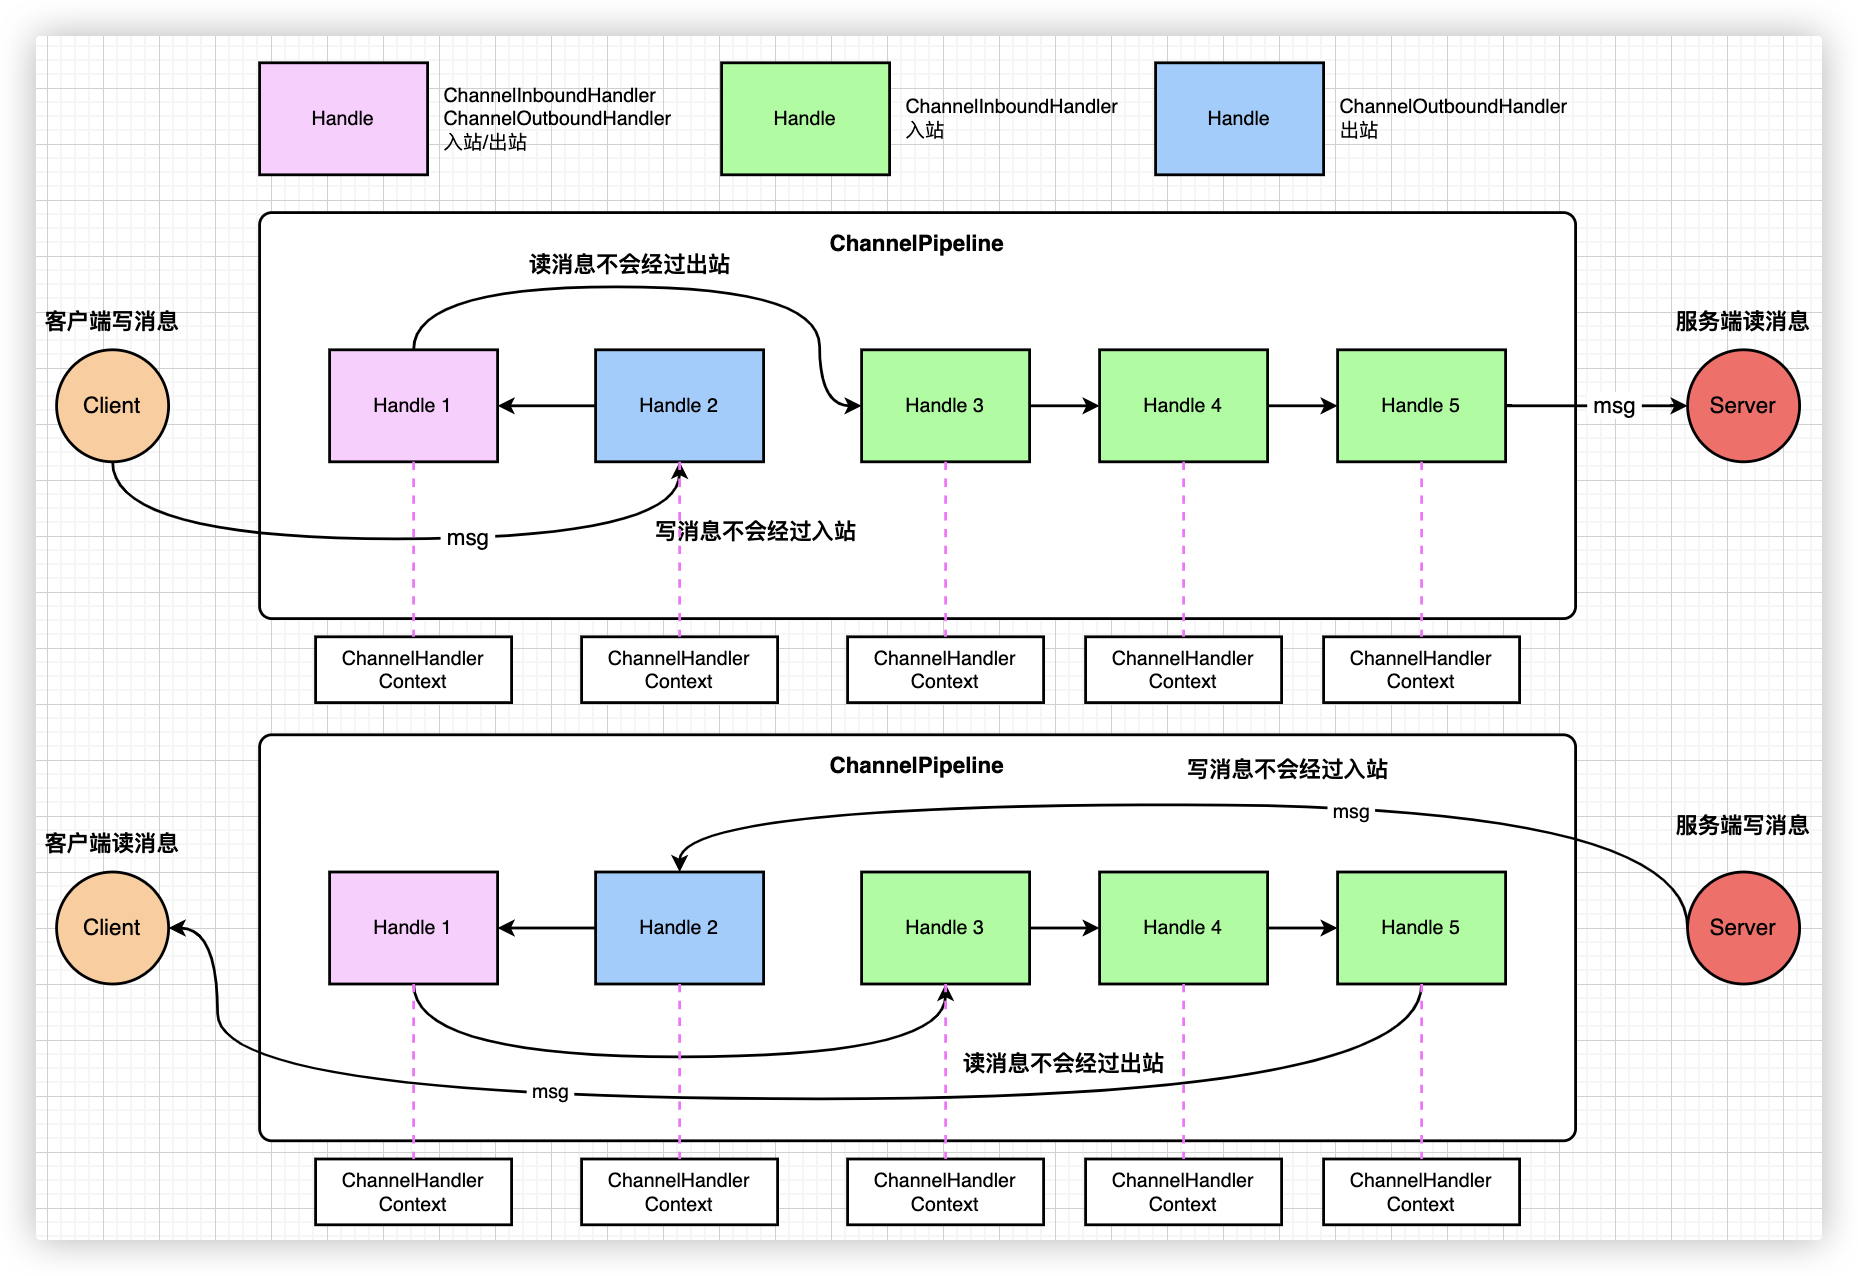 Handle
ChannelInboundHandler
ChannelOutboundHandler
入站/出站
Handle
ChannelInboundHandler
入站
Handle
ChannelOutboundHandler
出站
ChannelPipeline
读消息不会经过出站
客户端写消息
服务端读消息
Client
Handle 1
Handle 2
Handle 3
Handle 4
Handle 5
msg
Server
msg
写消息不会经过入站
ChannelHandler
Context
ChannelHandler
Context
ChannelHandler
Context
ChannelHandler
Context
ChannelHandler
Context
ChannelPipeline
写消息不会经过入站
msg
客户端读消息
服务端写消息
Client
Handle 1
Handle 2
Handle 3
Handle 4
Handle 5
Server
读消息不会经过出站
msg
ChannelHandler
Context
ChannelHandler
Context
ChannelHandler
Context
ChannelHandler
Context
ChannelHandler
Context